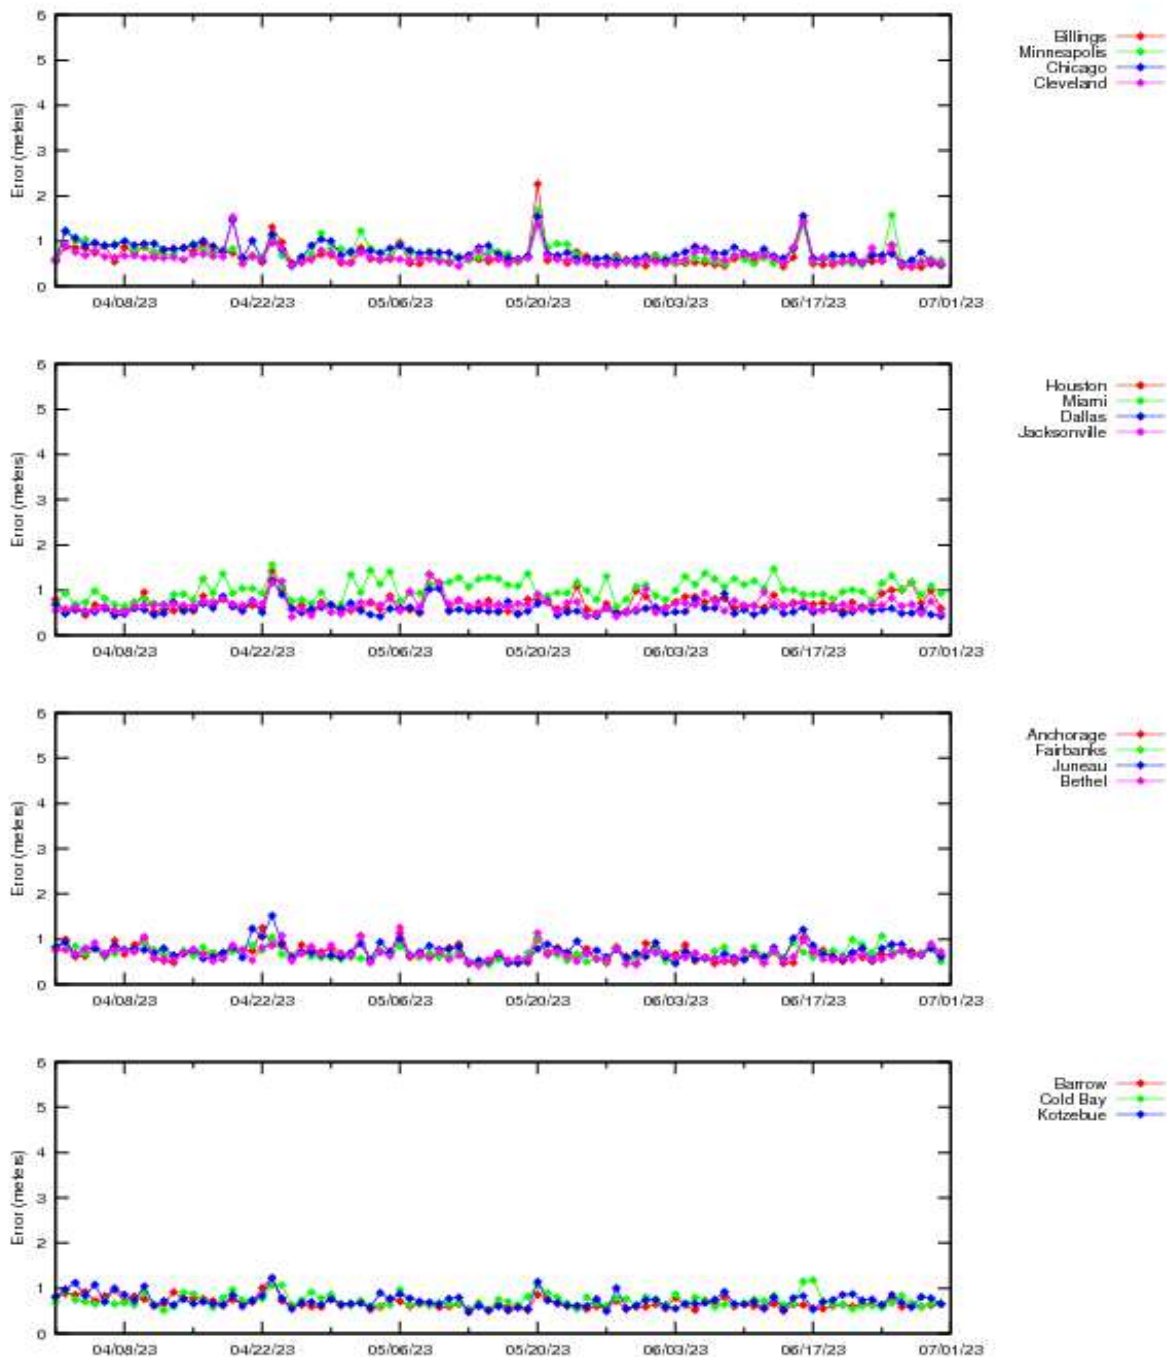 6
5
4
3
2
1
0
Error (meters)
04/08/23 04/22/23 05/06/23 05/20/23 06/03/23 06/17/23 07/01/23
Billings
Minneapolis
Chicago
Cleveland
6
5
4
3
2
1
0
Error (meters)
04/08/23 04/22/23 05/06/23 05/20/23 06/03/23 06/17/23 07/01/23
Houston
Miami
Dallas
Jacksonville
6
5
4
3
2
1
0
Error (meters)
04/08/23 04/22/23 05/06/23 05/20/23 06/03/23 06/17/23 07/01/23
Anchorage
Fairbanks
Juneau
Bethel
6
5
4
3
2
1
0
Error (meters)
04/08/23 04/22/23 05/06/23 05/20/23 06/03/23 06/17/23 07/01/23
Barrow
Cold Bay
Kotzebue